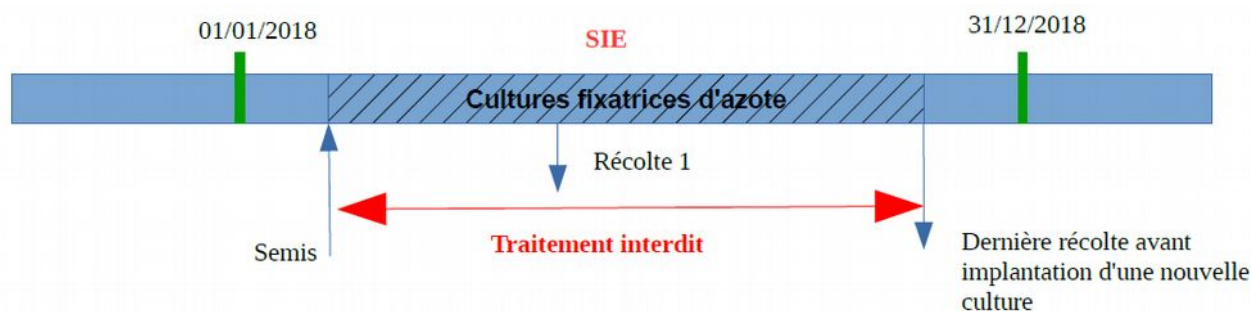 01/01/2018
SIE
31/12/2018
Cultures fixatrices d'azote
Récolte 1
Semis
Traitement interdit
Dernière récolte avant
implantation d'une nouvelle
culture